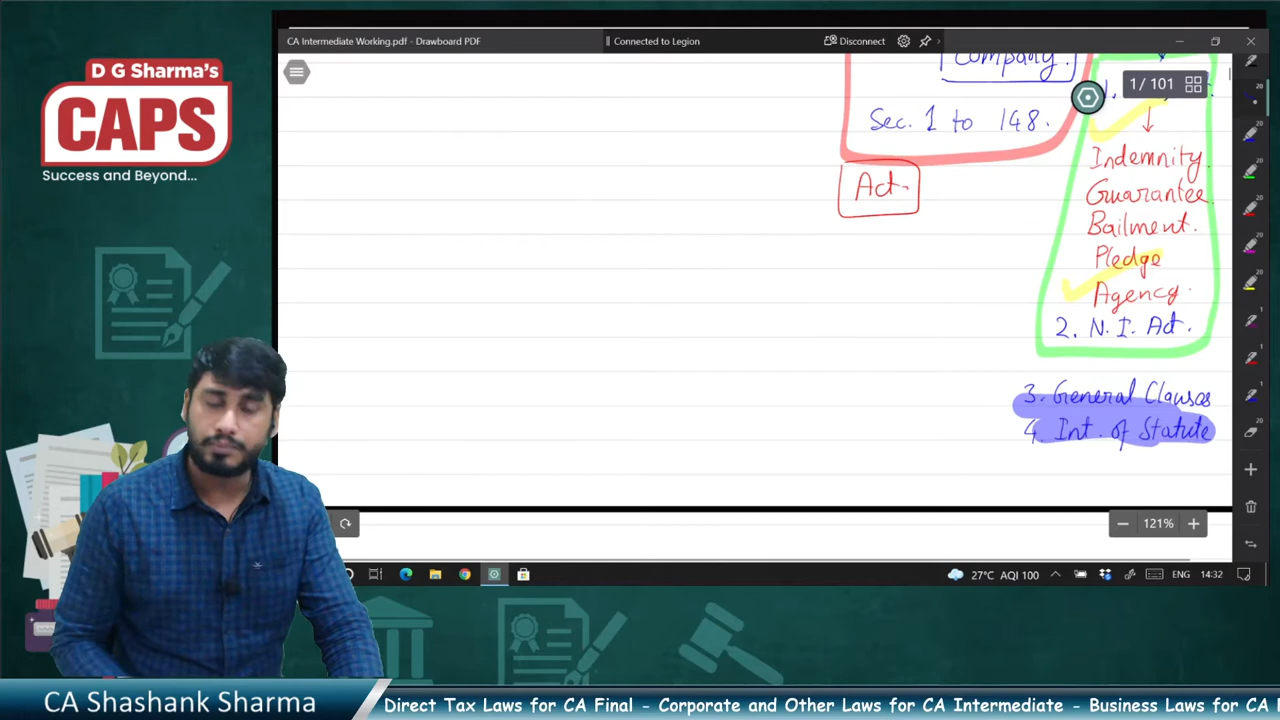 D G Sharma's
CAPS
Success and Beyond...
CA Intermediate Working.pdf - Drawboard PDF
Connected to Legion
Disconnect
1 / 101
Company.
Sec. 1 to 148.
Act.
1.
Indemnity
Guarantee
Bailment.
Pledge
Agency.
2. N. I. Act.
3. General Clauses
4. Int. of Statute
121%
27°C AQI 100
ENG
14:32
CA Shashank Sharma
Direct Tax Laws for CA Final - Corporate and Other Laws for CA Intermediate - Business Laws for CA